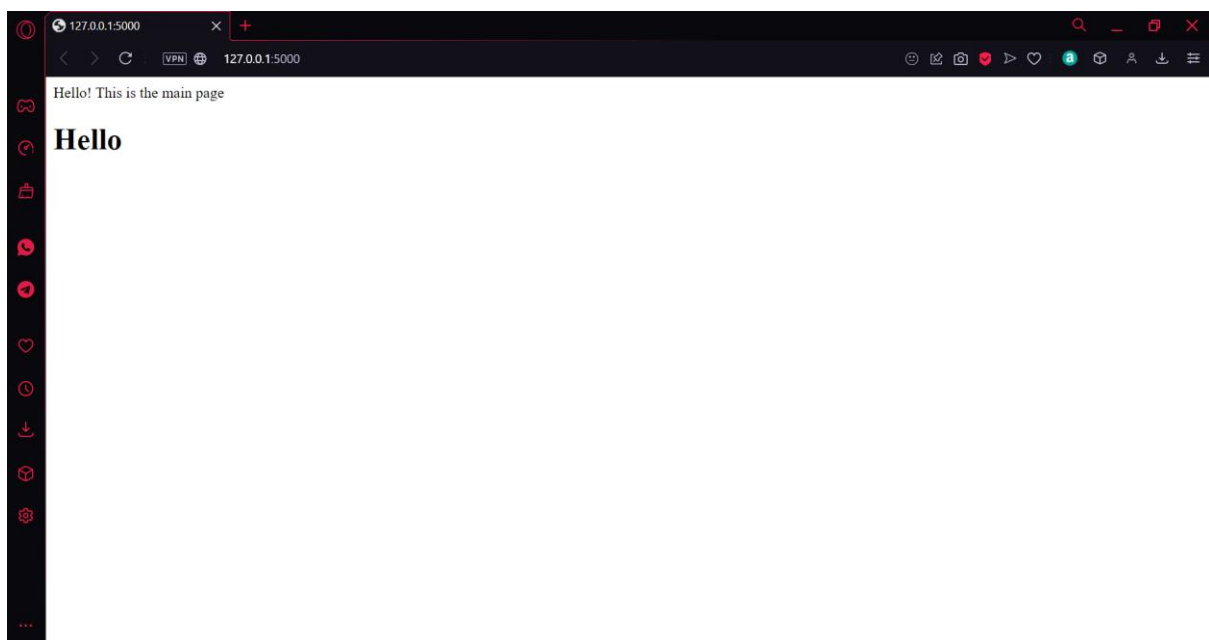 127.0.0.1:5000
VPN 127.0.0.1:5000
a
Hello! This is the main page
Hello